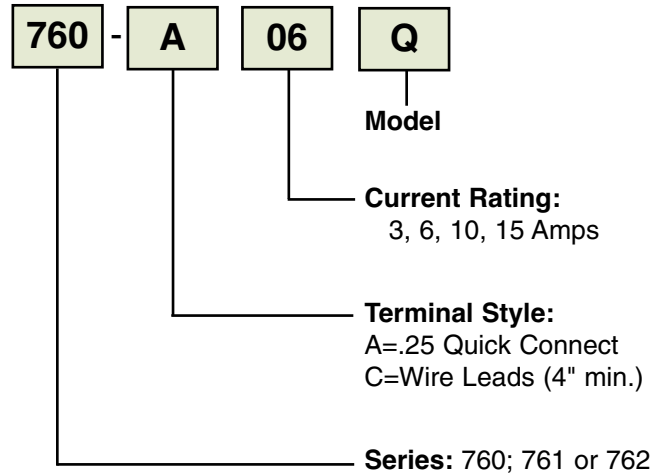 760 - A 06 Q
Model
Current Rating:
3, 6, 10, 15 Amps
Terminal Style:
A=.25 Quick Connect
C=Wire Leads (4" min.)
Series: 760; 761 or 762